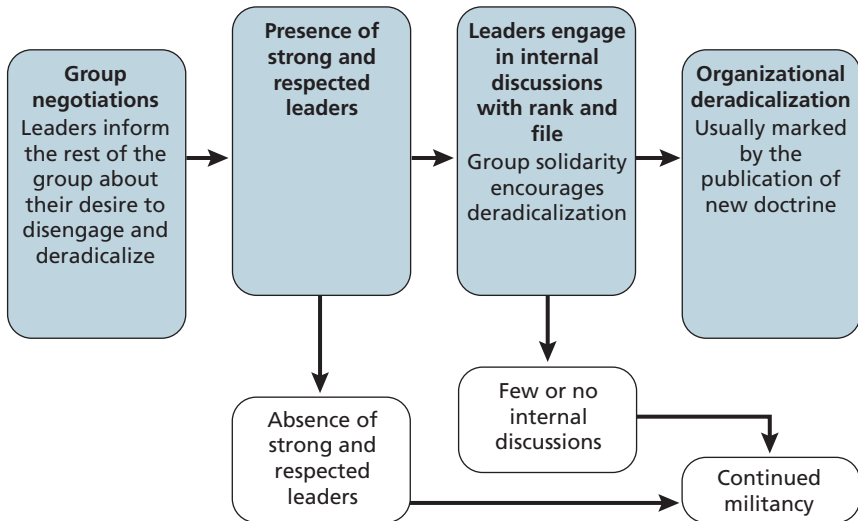 Group
negotiations
Leaders inform
the rest of the
group about
their desire to
disengage and
deradicalize
Presence of
strong and
respected
leaders
Leaders engage
in internal
discussions
with rank and
file
Group solidarity
encourages
deradicalization
Organizational
deradicalization
Usually marked
by the
publication of
new doctrine
Absence of
strong and
respected
leaders
Few or no
internal
discussions
Continued
militancy